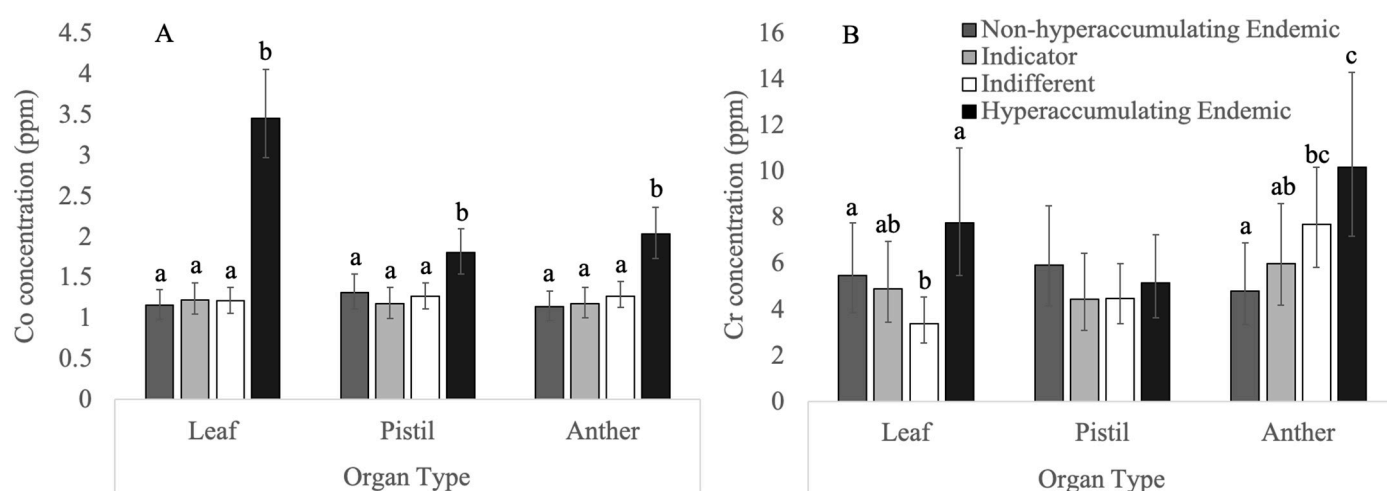 A
Co concentration (ppm)
4.5
4
3.5
3
2.5
2
1.5
1
0.5
0
a a a b
a a a b
a a a b
Leaf Pistil Anther
Organ Type
B
Non-hyperaccumulating Endemic
Indicator
Indifferent
Hyperaccumulating Endemic
Cr concentration (ppm)
16
14
12
10
8
6
4
2
0
a ab b a
a ab bc c
Leaf Pistil Anther
Organ Type